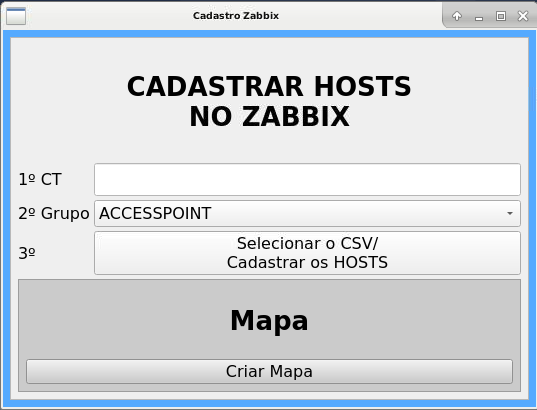 Cadastro Zabbix
CADASTRAR HOSTS
NO ZABBIX
1º CT
2º Grupo ACCESSPOINT
3º
Selecionar o CSV/
Cadastrar os HOSTS
Mapa
Criar Mapa